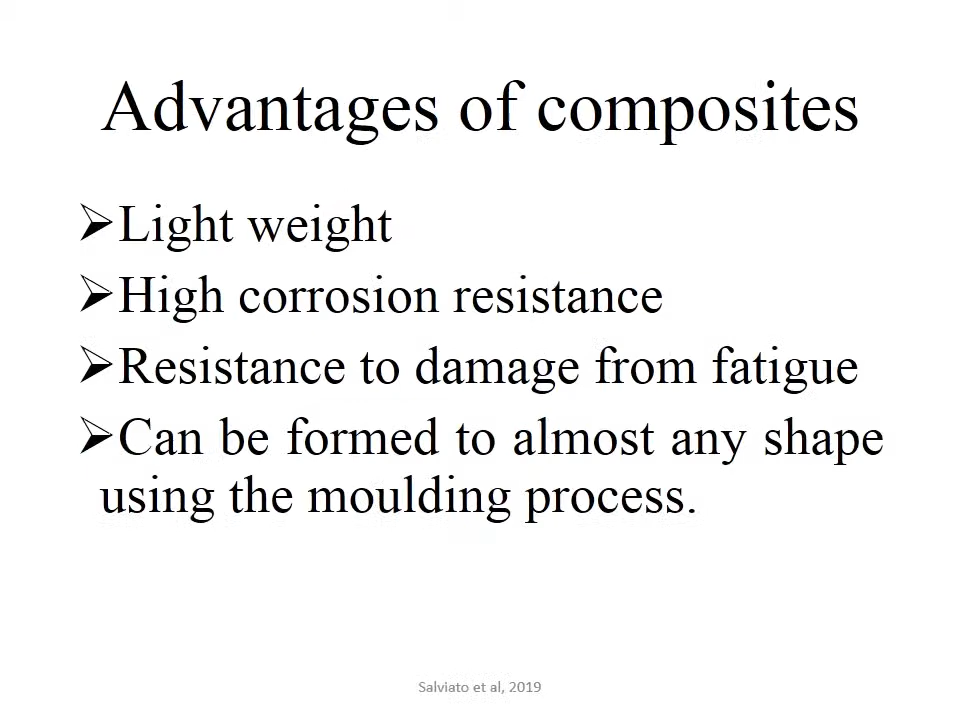 Advantages of composites
➢Light weight
➢High corrosion resistance
➢Resistance to damage from fatigue
➢Can be formed to almost any shape
using the moulding process.
Salviato et al, 2019